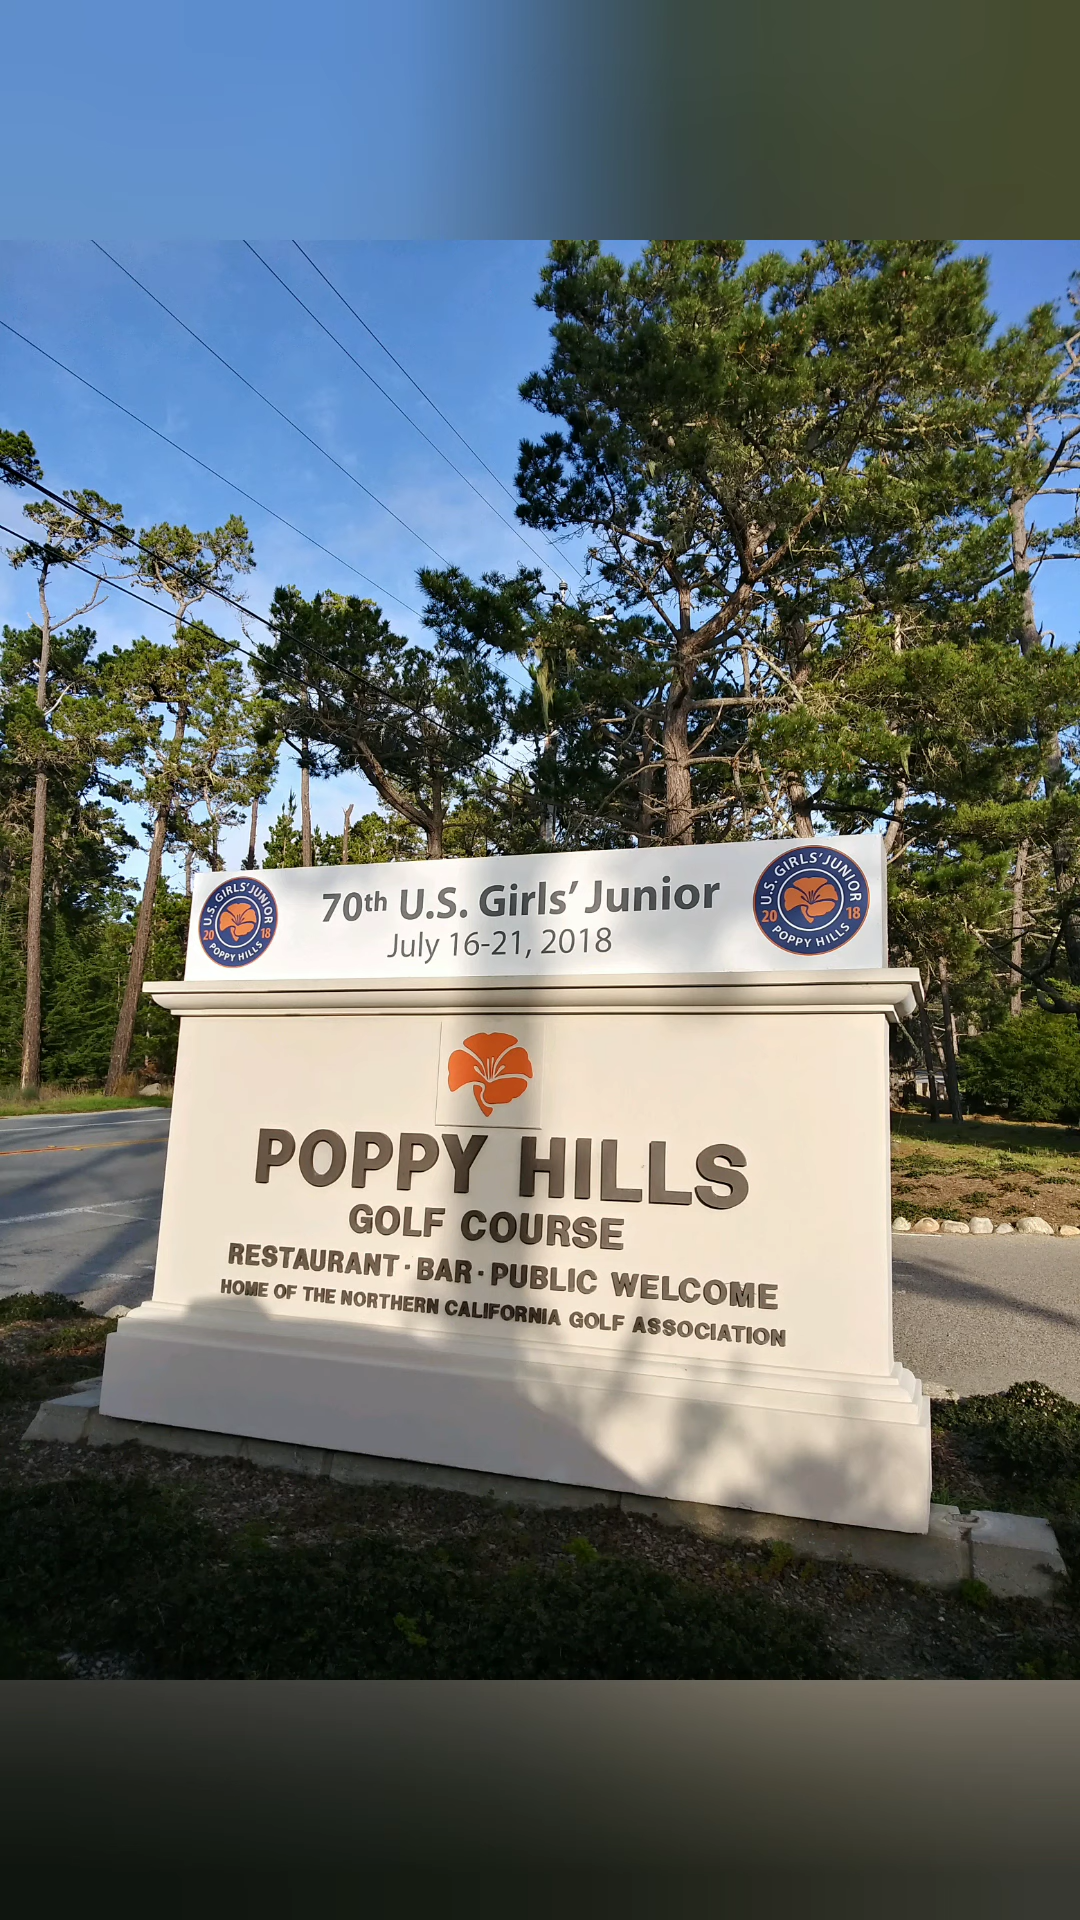 70th U.S. Girls' Junior
July 16-21, 2018
U.S. GIRLS' JUNIOR
20 18
POPPY HILLS
U.S. GIRLS' JUNIOR
20 18
POPPY HILLS
POPPY HILLS
GOLF COURSE
RESTAURANT · BAR · PUBLIC WELCOME
HOME OF THE NORTHERN CALIFORNIA GOLF ASSOCIATION